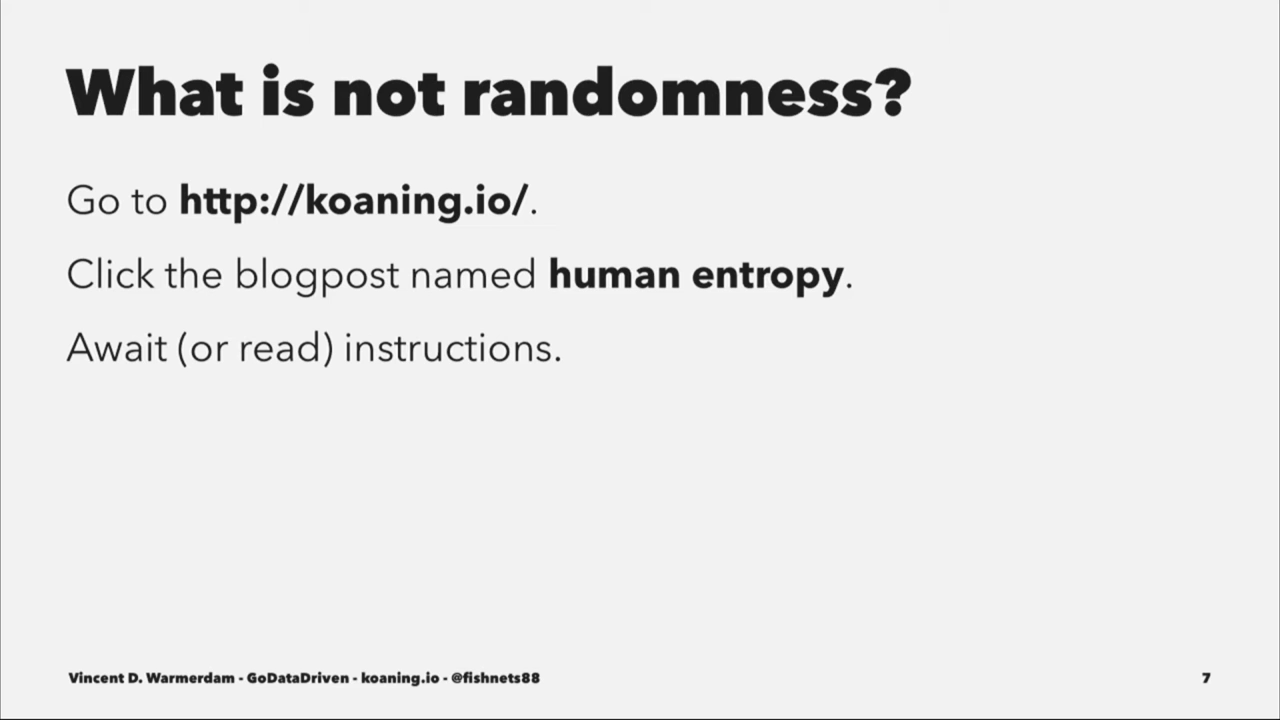 What is not randomness?
Go to http://koaning.io/.
Click the blogpost named human entropy.
Await (or read) instructions.
Vincent D. Warmerdam - GoDataDriven - koaning.io - @fishnets88
7